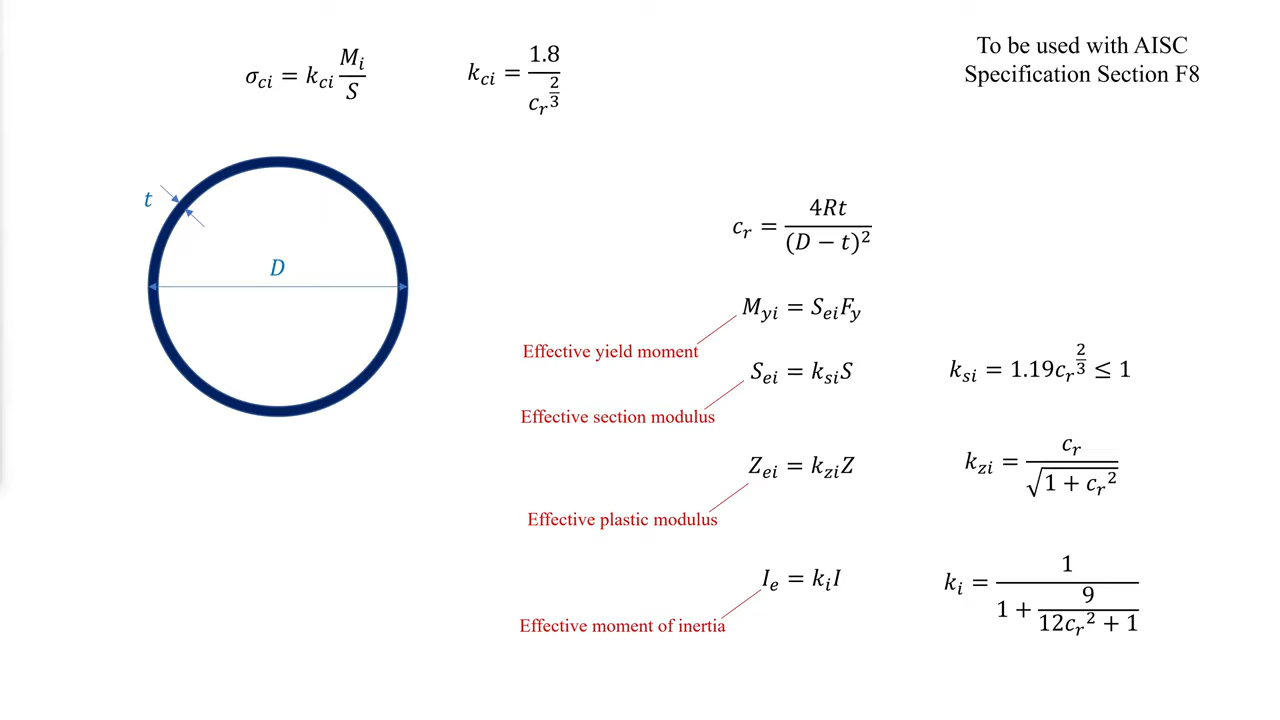 To be used with AISC
Specification Section F8
σ_ci = k_ci M_i/S
k_ci = 1.8/c_r^(2/3)
t
D
c_r = 4Rt/(D − t)^2
M_yi = S_ei F_y
Effective yield moment
S_ei = k_si S
k_si = 1.19c_r^(2/3) ≤ 1
Effective section modulus
Z_ei = k_zi Z
k_zi = c_r/√(1 + c_r^2)
Effective plastic modulus
I_e = k_i I
k_i = 1/(1 + 9/(12c_r^2 + 1))
Effective moment of inertia